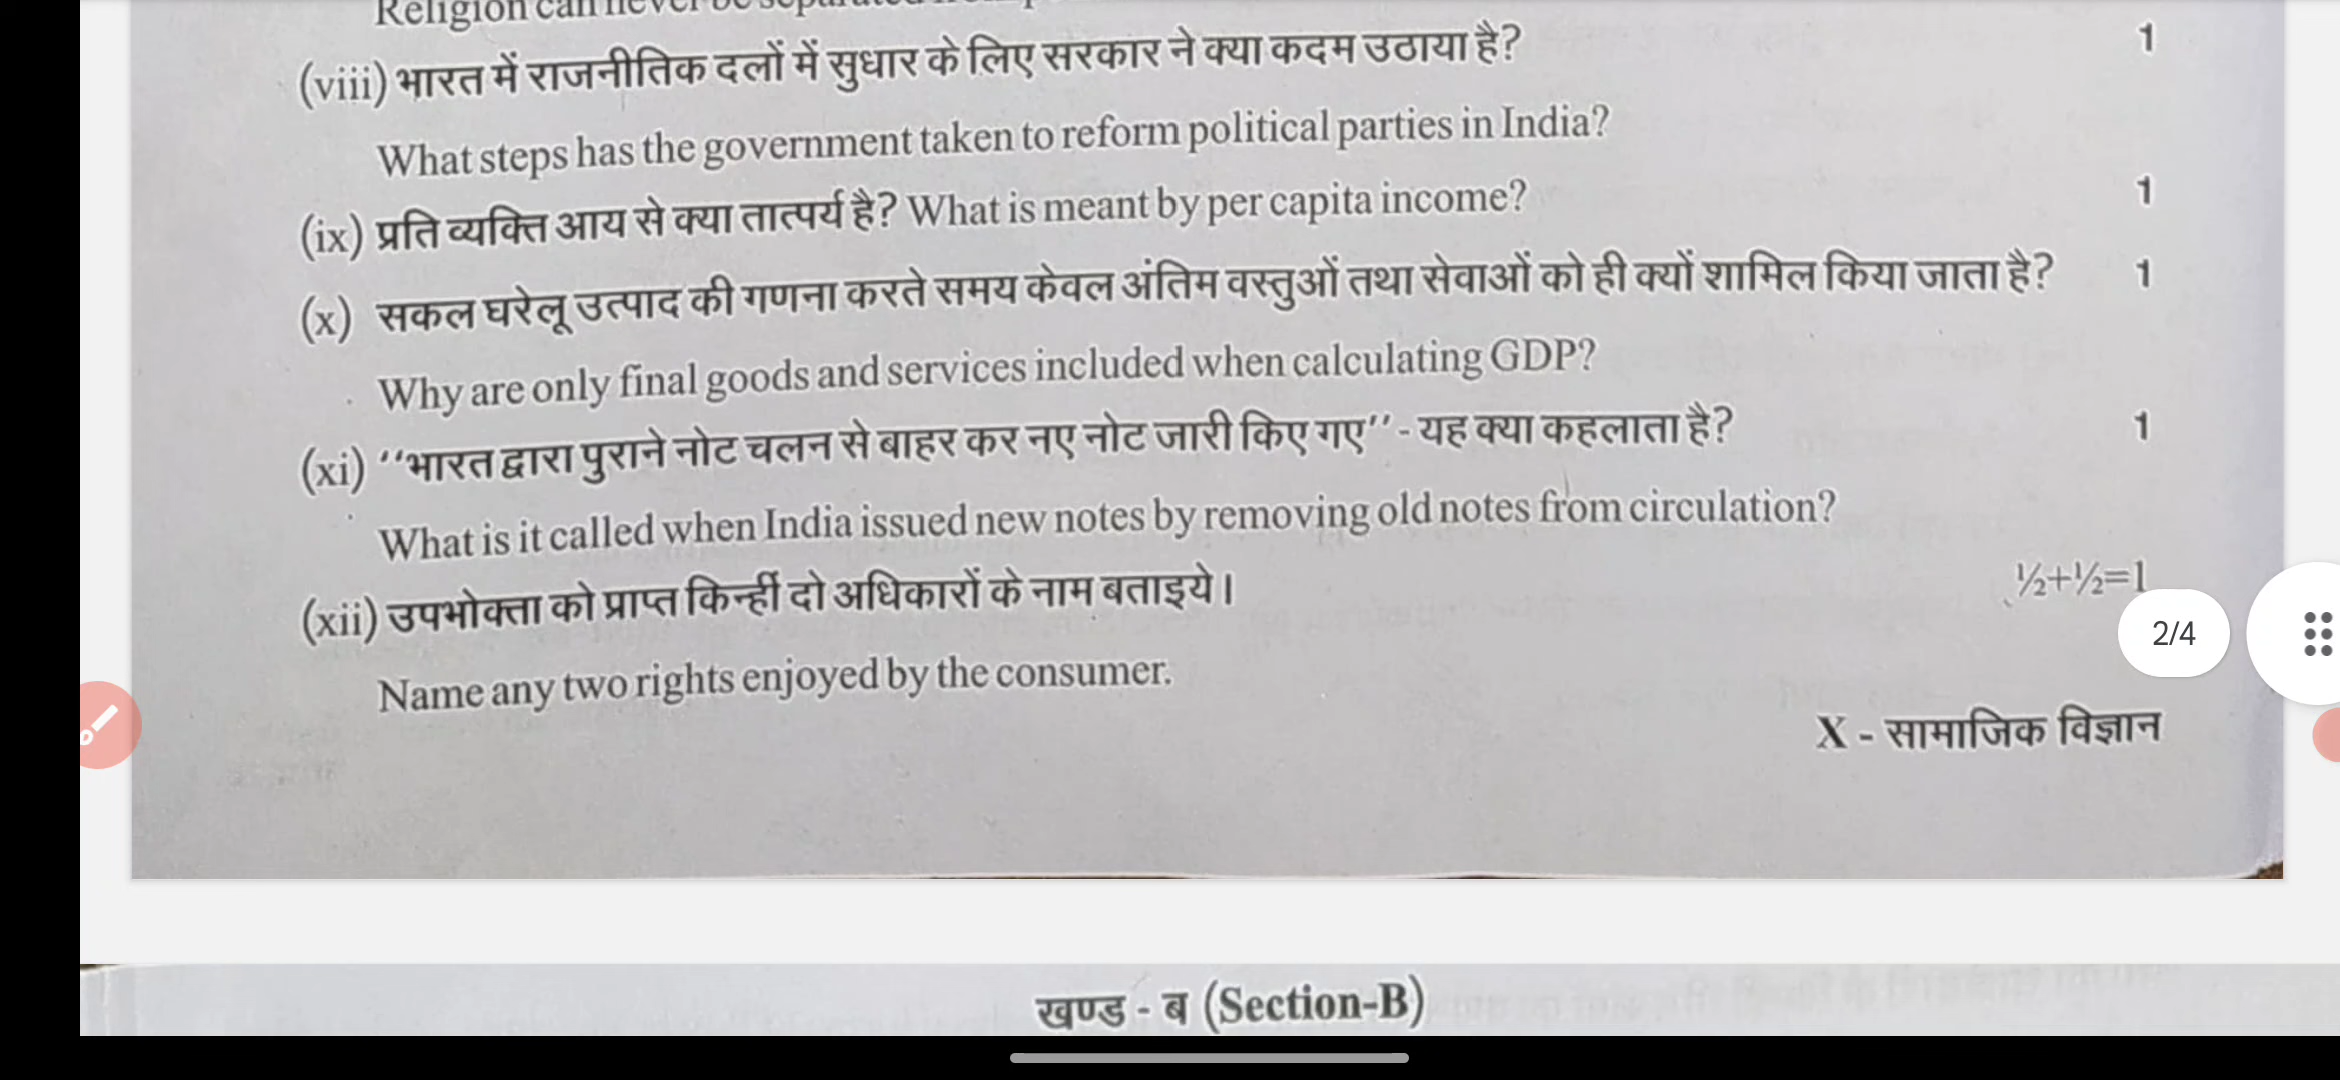 Religion can never be separated
(viii) भारत में राजनीतिक दलों में सुधार के लिए सरकार ने क्या कदम उठाया है? 1
What steps has the government taken to reform political parties in India?
(ix) प्रति व्यक्ति आय से क्या तात्पर्य है? What is meant by per capita income? 1
(x) सकल घरेलू उत्पाद की गणना करते समय केवल अंतिम वस्तुओं तथा सेवाओं को ही क्यों शामिल किया जाता है? 1
Why are only final goods and services included when calculating GDP?
(xi) ‘‘भारत द्वारा पुराने नोट चलन से बाहर कर नए नोट जारी किए गए’’ - यह क्या कहलाता है? 1
What is it called when India issued new notes by removing old notes from circulation?
(xii) उपभोक्ता को प्राप्त किन्हीं दो अधिकारों के नाम बताइये। ½+½=1
2/4
Name any two rights enjoyed by the consumer.
X - सामाजिक विज्ञान
खण्ड - ब (Section-B)